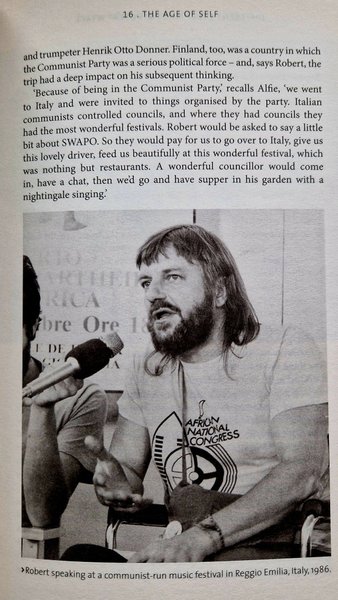 16 . THE AGE OF SELF
and trumpeter Henrik Otto Donner. Finland, too, was a country in which
the Communist Party was a serious political force – and, says Robert, the
trip had a deep impact on his subsequent thinking.
‘Because of being in the Communist Party,’ recalls Alfie, ‘we went
to Italy and were invited to things organised by the party. Italian
communists controlled councils, and where they had councils they
had the most wonderful festivals. Robert would be asked to say a little
bit about SWAPO. So they would pay for us to go over to Italy, give us
this lovely driver, feed us beautifully at this wonderful festival, which
was nothing but restaurants. A wonderful councillor would come
in, have a chat, then we’d go and have supper in his garden with a
nightingale singing.’
bre Ore 18
AFRICAN
NATIONAL
CONGRESS
›Robert speaking at a communist-run music festival in Reggio Emilia, Italy, 1986.